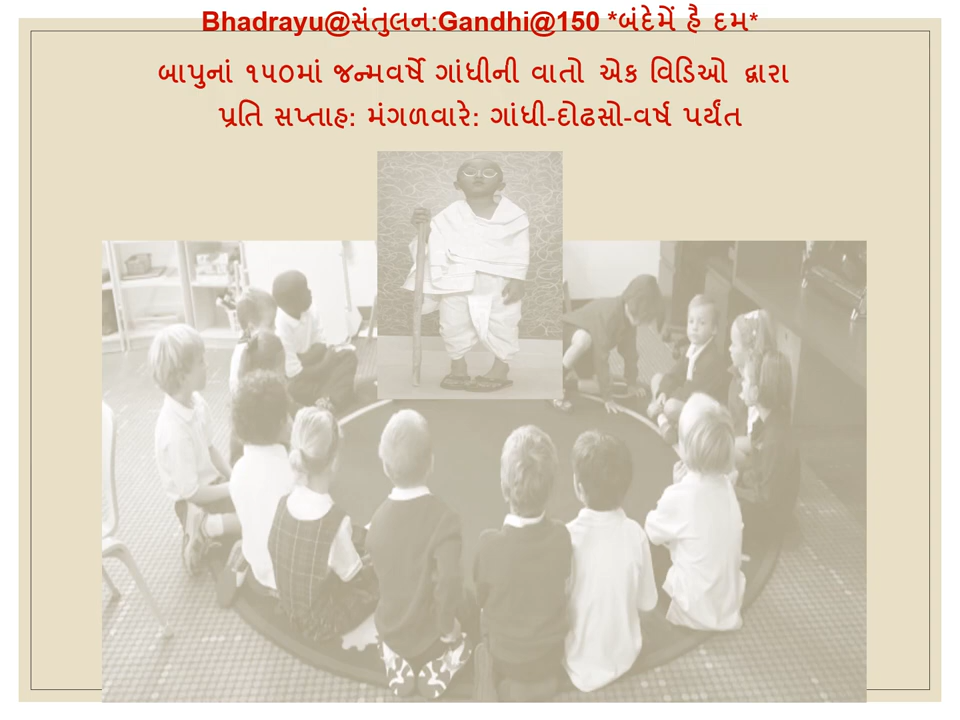 Bhadrayu@સંતુલન:Gandhi@150 *બંદેમેં હૈ દમ*
બાપુનાં ૧૫૦માં જન્મવર્ષે ગાંધીની વાતો એક વિડિઓ દ્વારા
પ્રતિ સપ્તાહ: મંગળવારે: ગાંધી-દોઢસો-વર્ષ પર્યંત